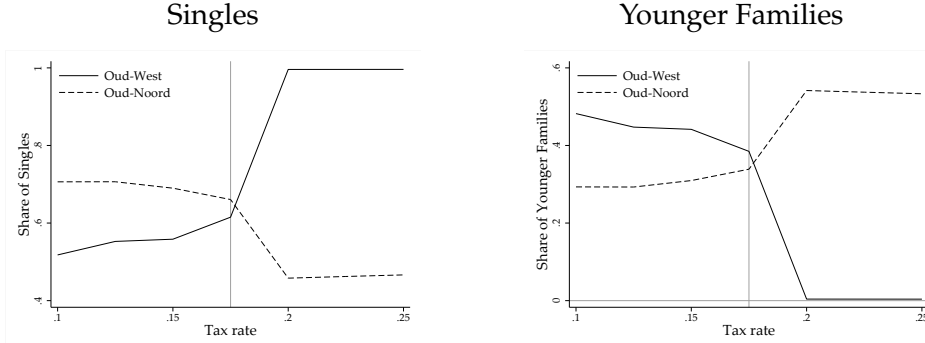 Singles
Oud-West
Oud-Noord
Share of Singles
1
.8
.6
.4
.1
.15
.2
.25
Tax rate
Younger Families
Oud-West
Oud-Noord
Share of Younger Families
.6
.4
.2
0
.1
.15
.2
.25
Tax rate